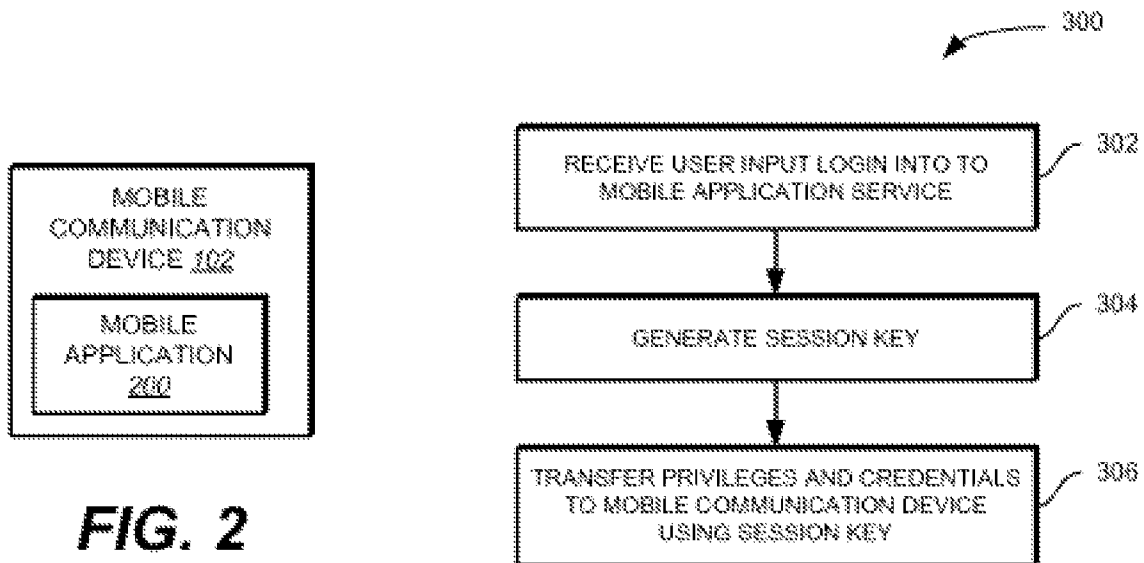 300
MOBILE
COMMUNICATION
DEVICE 102
MOBILE
APPLICATION
200
FIG. 2
RECEIVE USER INPUT LOGIN INTO TO
MOBILE APPLICATION SERVICE
302
GENERATE SESSION KEY
304
TRANSFER PRIVILEGES AND CREDENTIALS
TO MOBILE COMMUNICATION DEVICE
USING SESSION KEY
306